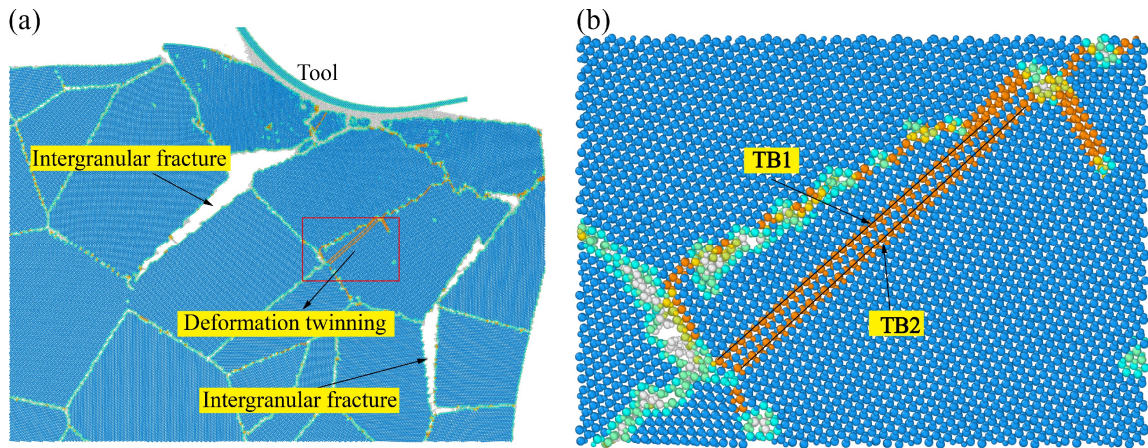 (a)
(b)
Tool
Intergranular fracture
TB1
Deformation twinning
TB2
Intergranular fracture